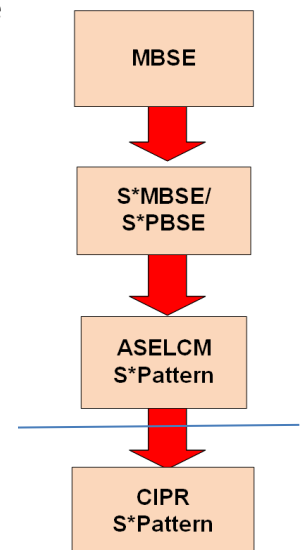 MBSE
S*MBSE/
S*PBSE
ASELCM
S*Pattern
CIPR
S*Pattern